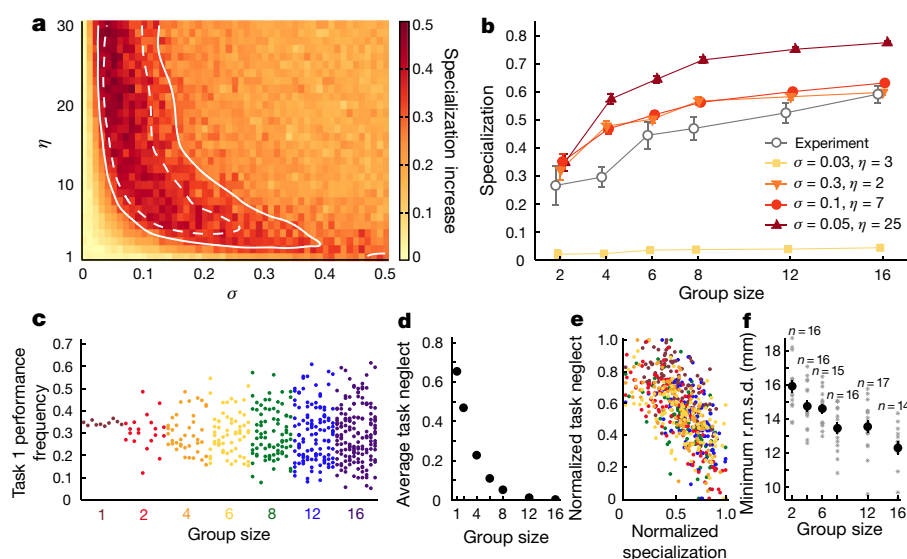 a
30
20
10
1
η
0
0.1
0.2
0.3
0.4
0.5
σ
0.5
0.4
0.3
0.2
0.1
0
Specialization increase
b
0.8
0.7
0.6
0.5
0.4
0.3
0.2
0.1
0
Specialization
2
4
6
8
12
16
Group size
Experiment
σ = 0.03, η = 3
σ = 0.3, η = 2
σ = 0.1, η = 7
σ = 0.05, η = 25
c
0.7
0.6
0.5
0.4
0.3
0.2
0.1
0
Task 1 performance
frequency
1
2
4
6
8
12
16
Group size
d
0.8
0.6
0.4
0.2
0
Average task neglect
1
4
8
12
16
Group size
e
1.0
0.8
0.6
0.4
0.2
0
Normalized task neglect
0
0.5
1.0
Normalized
specialization
f
18
16
14
12
10
Minimum r.m.s.d. (mm)
n=16
n=16
n=15
n=16
n=17
n=14
2
4
6
8
12
16
Group size